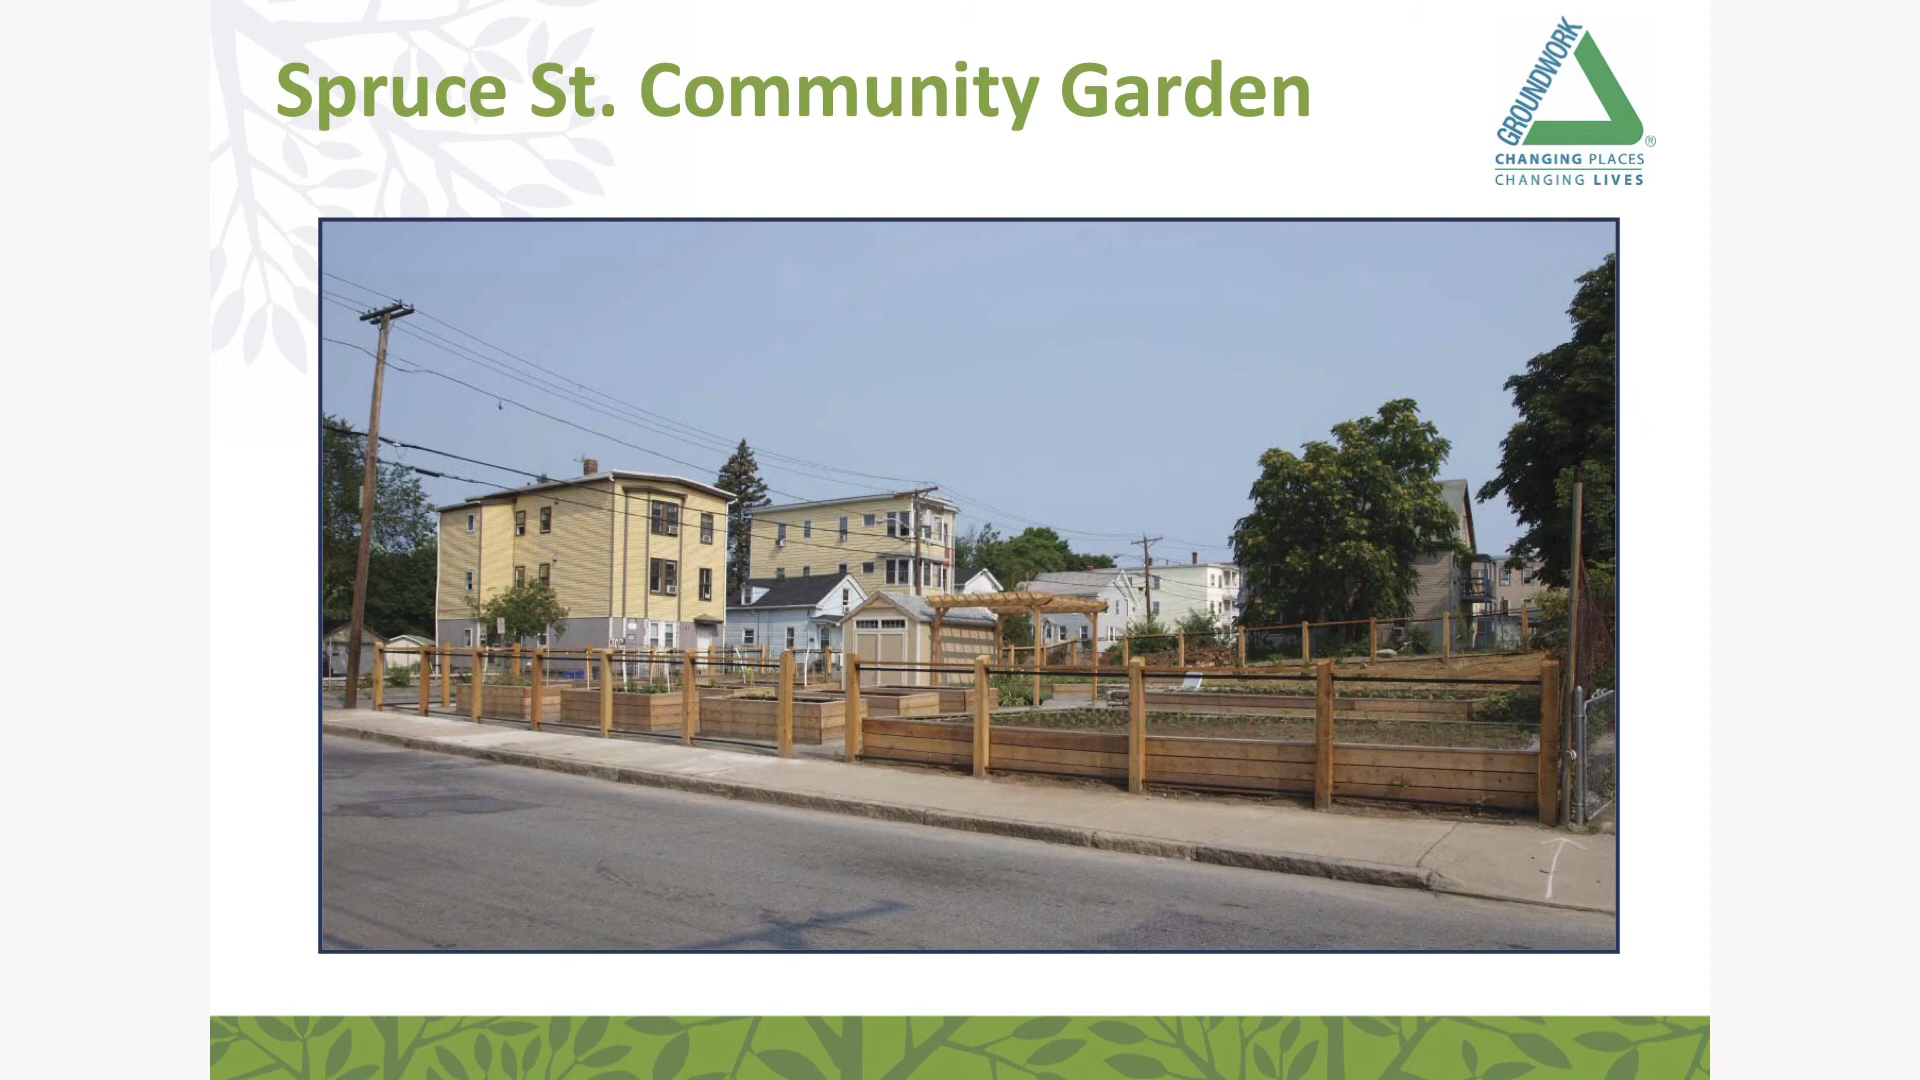 Spruce St. Community Garden
GROUNDWORK
®
CHANGING PLACES
CHANGING LIVES